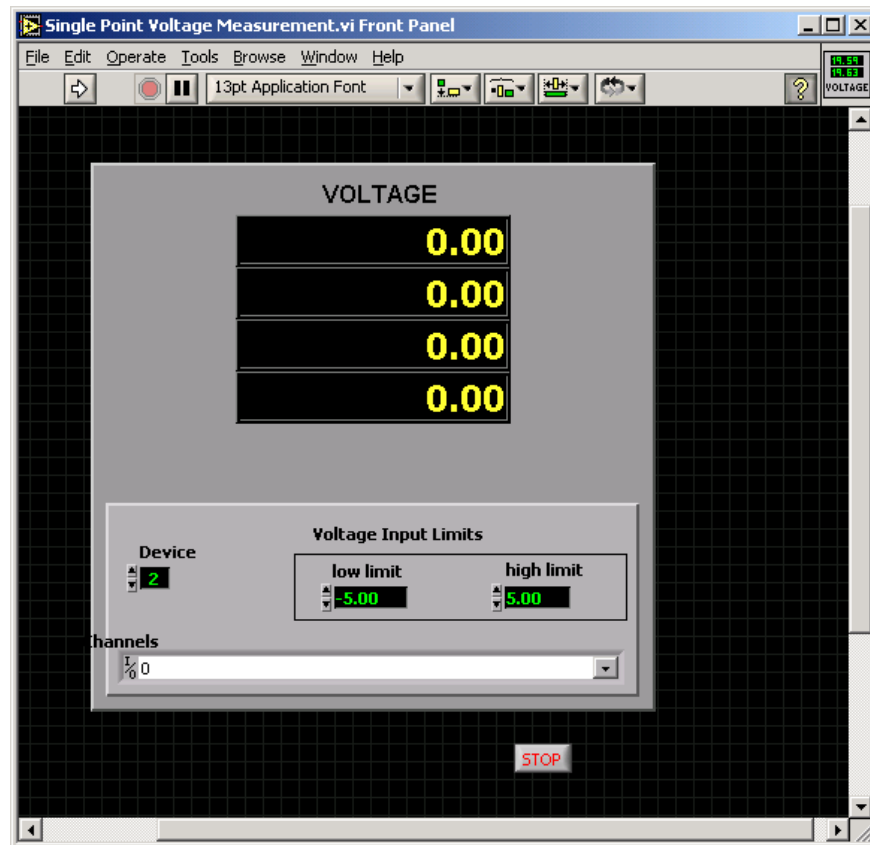 Single Point Voltage Measurement.vi Front Panel
File Edit Operate Tools Browse Window Help
13pt Application Font
?
19.59
19.63
VOLTAGE
VOLTAGE
0.00
0.00
0.00
0.00
Voltage Input Limits
Device
low limit
high limit
2
-5.00
5.00
Channels
I/O 0
STOP